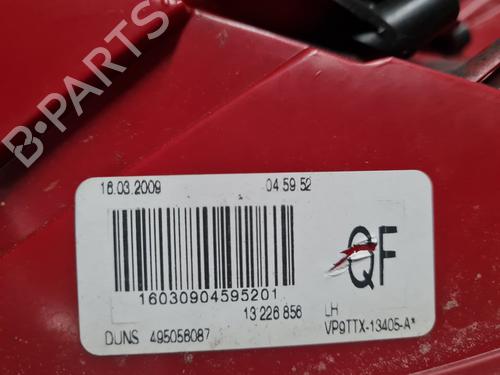 B-PARTS
16.03.2009 04 59 52
QF
16030904595201
13 226 856 LH
DUNS 495056087 VP9TTX-13405-A*